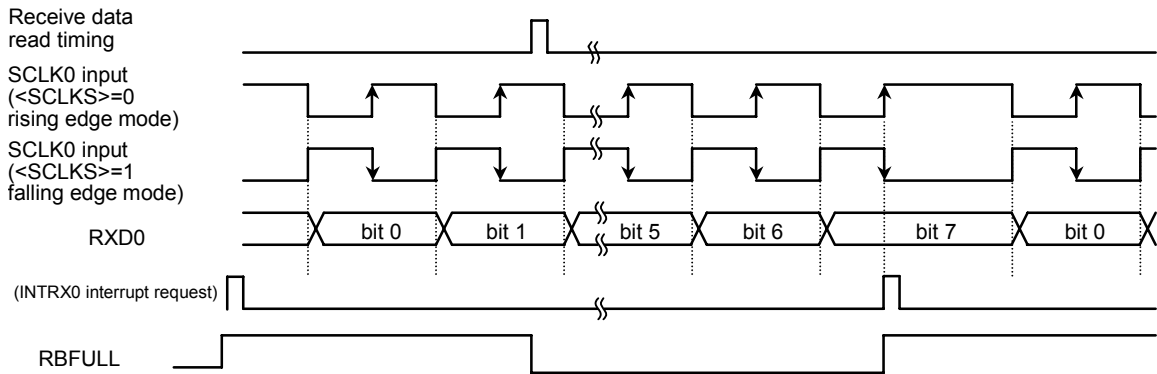 Receive data
read timing
SCLK0 input
(<SCLKS>=0
rising edge mode)
SCLK0 input
(<SCLKS>=1
falling edge mode)
RXD0
bit 0
bit 1
bit 5
bit 6
bit 7
bit 0
(INTRX0 interrupt request)
RBFULL